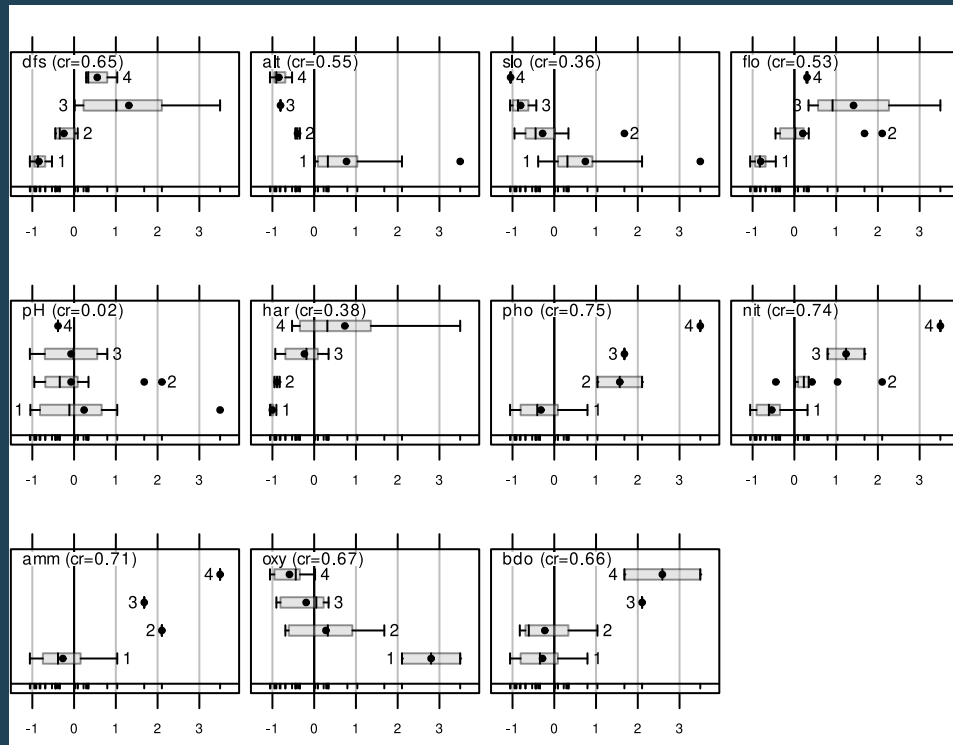 dfs (cr=0.65) alt (cr=0.55) slo (cr=0.36) flo (cr=0.53)
4 4 4 4
3 3 3 3
2 2 2 2
1 1 1 1
-1 0 1 2 3 -1 0 1 2 3 -1 0 1 2 3 -1 0 1 2 3
pH (cr=0.02) har (cr=0.38) pho (cr=0.75) nit (cr=0.74)
4 4 4 4
3 3 3 3
2 2 2 2
1 1 1 1
-1 0 1 2 3 -1 0 1 2 3 -1 0 1 2 3 -1 0 1 2 3
amm (cr=0.71) oxy (cr=0.67) bdo (cr=0.66)
4 4 4
3 3 3
2 2 2
1 1 1
-1 0 1 2 3 -1 0 1 2 3 -1 0 1 2 3